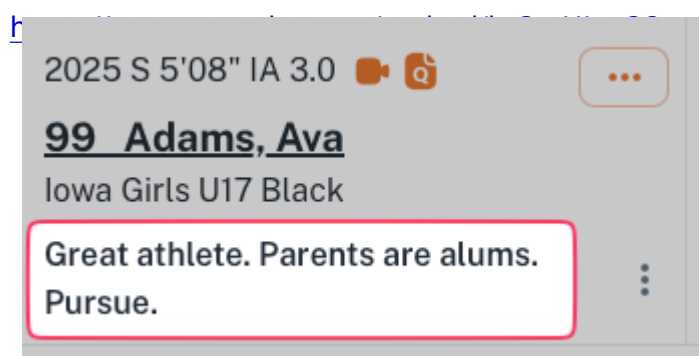 2025 S 5'08" IA 3.0
99 Adams, Ava
Iowa Girls U17 Black
Great athlete. Parents are alums.
Pursue.